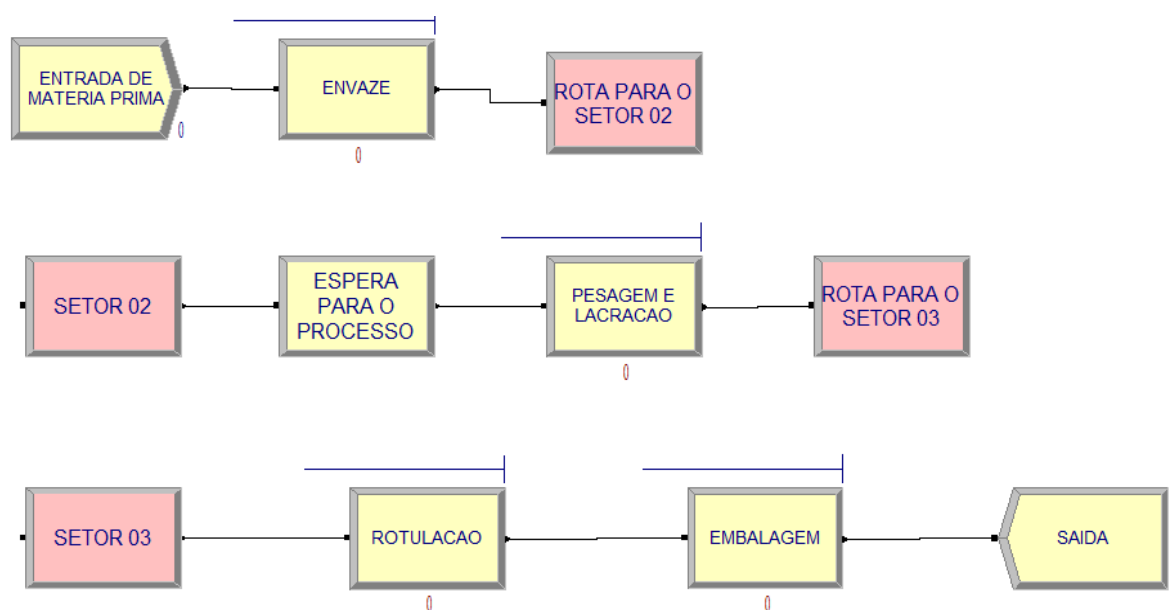 ENTRADA DE
MATERIA PRIMA
0
ENVAZE
0
ROTA PARA O
SETOR 02
SETOR 02
ESPERA
PARA O
PROCESSO
PESAGEM E
LACRACAO
0
ROTA PARA O
SETOR 03
SETOR 03
ROTULACAO
0
EMBALAGEM
0
SAIDA